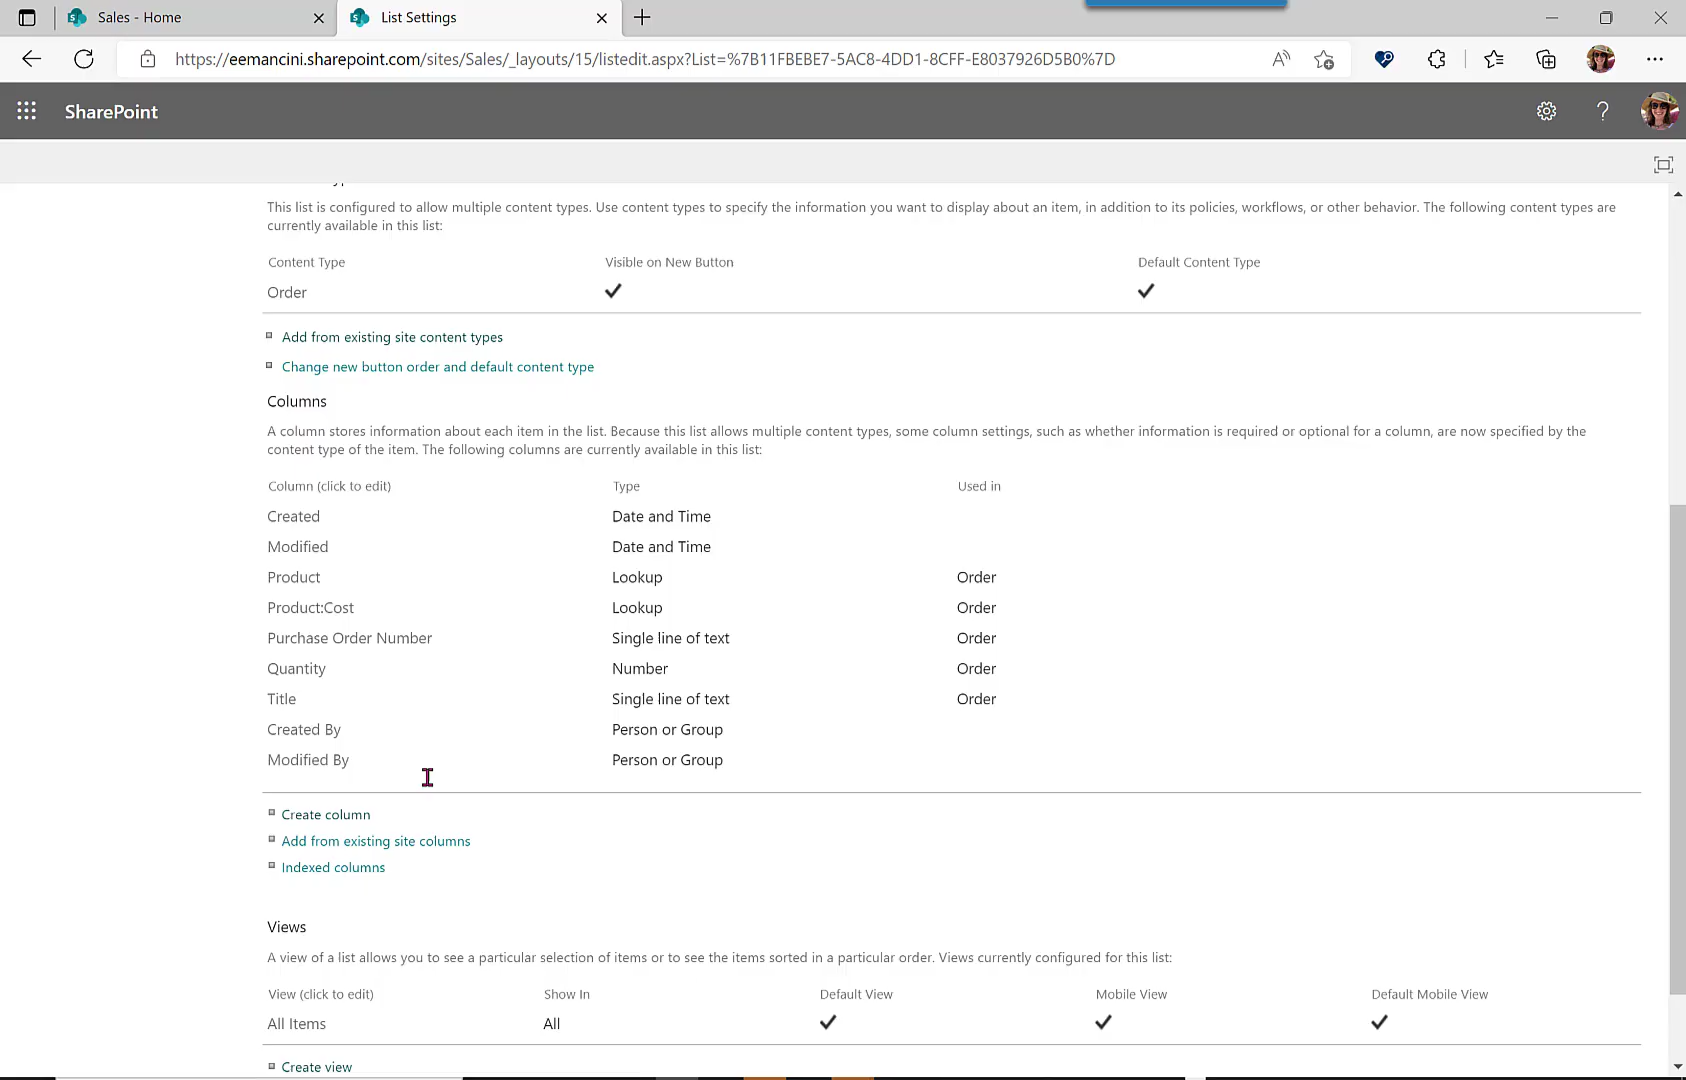 Sales - Home
List Settings
https://eemancini.sharepoint.com/sites/Sales/_layouts/15/listedit.aspx?List=%7B11FBEBE7-5AC8-4DD1-8CFF-E8037926D5B0%7D
SharePoint
This list is configured to allow multiple content types. Use content types to specify the information you want to display about an item, in addition to its policies, workflows, or other behavior. The following content types are
currently available in this list:
Content Type Visible on New Button Default Content Type
Order
Add from existing site content types
Change new button order and default content type
Columns
A column stores information about each item in the list. Because this list allows multiple content types, some column settings, such as whether information is required or optional for a column, are now specified by the
content type of the item. The following columns are currently available in this list:
Column (click to edit) Type Used in
Created Date and Time
Modified Date and Time
Product Lookup Order
Product:Cost Lookup Order
Purchase Order Number Single line of text Order
Quantity Number Order
Title Single line of text Order
Created By Person or Group
Modified By Person or Group
Create column
Add from existing site columns
Indexed columns
Views
A view of a list allows you to see a particular selection of items or to see the items sorted in a particular order. Views currently configured for this list:
View (click to edit) Show In Default View Mobile View Default Mobile View
All Items All
Create view